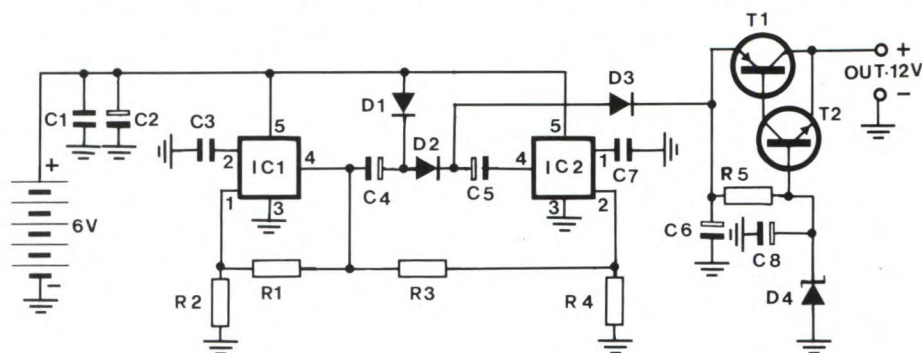 T1
+
OUT·12V
-
D3
D1
T2
C1
C2
C3
5
D2
5
2
IC1
4
4
IC2
1
C7
+
C4
C5
1
3
3
2
R5
6V
C6
C8
-
R2
R1
R3
R4
D4